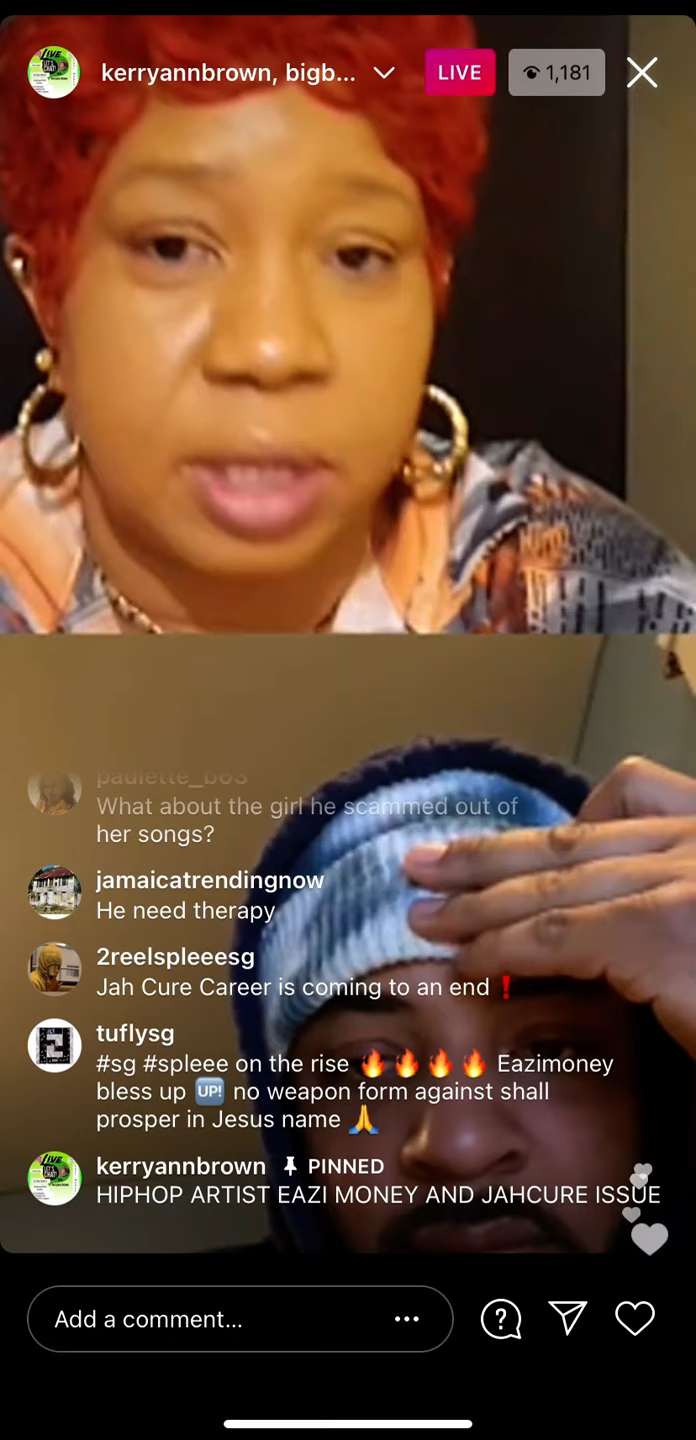 kerryannbrown, bigb...
LIVE
1,181
paulette_b63
What about the girl he scammed out of
her songs?
jamaicatrendingnow
He need therapy
2reelspleeesg
Jah Cure Career is coming to an end ❗
tuflysg
#sg #spleee on the rise 🔥🔥🔥🔥 Eazimoney
bless up 🆙 no weapon form against shall
prosper in Jesus name 🙏
kerryannbrown PINNED
HIPHOP ARTIST EAZI MONEY AND JAHCURE ISSUE
Add a comment...